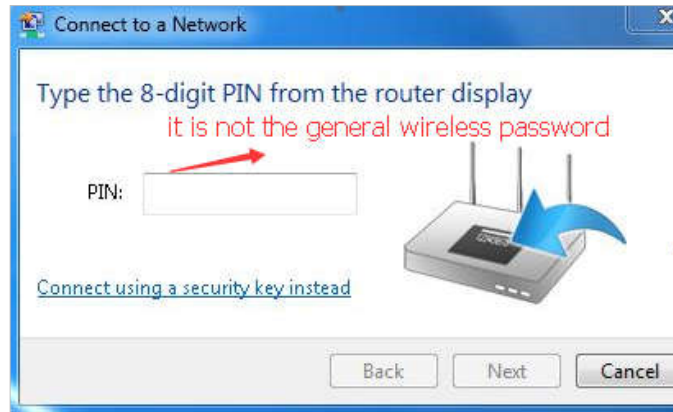 Connect to a Network
Type the 8-digit PIN from the router display
it is not the general wireless password
PIN:
Connect using a security key instead
Back Next Cancel